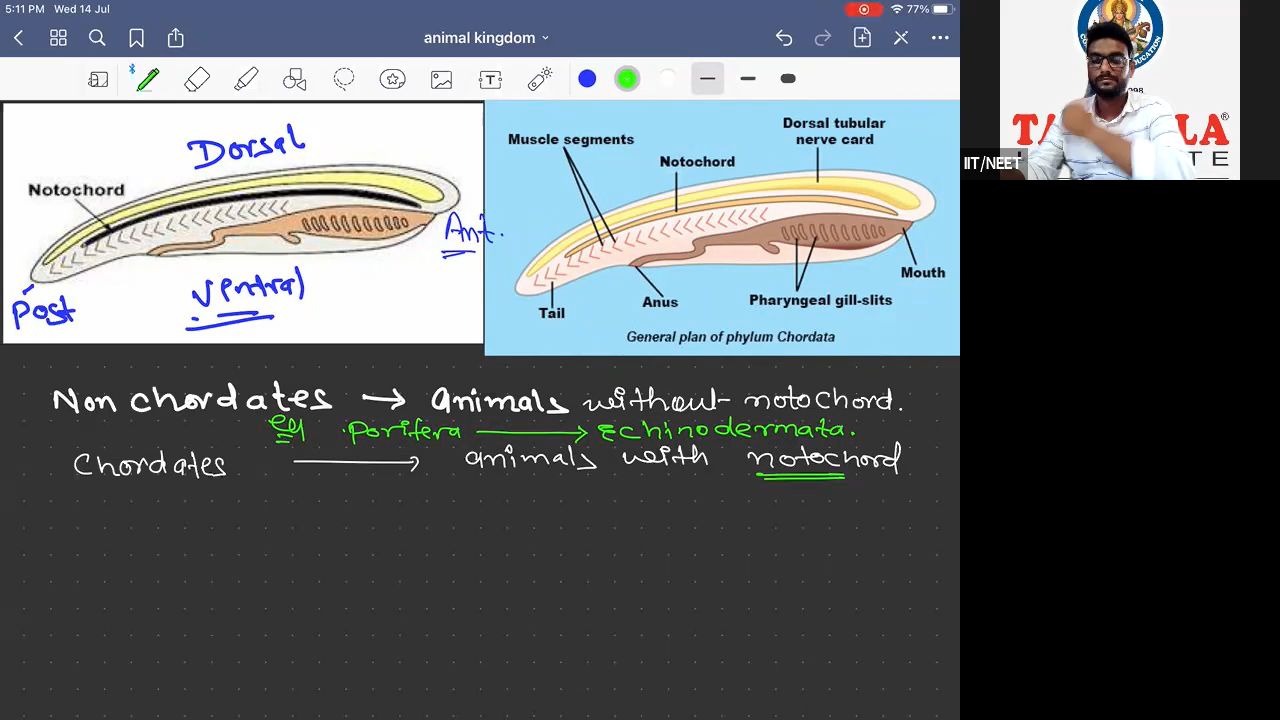 5:11 PM Wed 14 Jul
77%
animal kingdom
Dorsal
Notochord
Ant.
Ventral
Post
Muscle segments
Dorsal tubular
nerve card
Notochord
Mouth
Anus
Pharyngeal gill-slits
Tail
General plan of phylum Chordata
Non chordates → animals without notochord.
eg Porifera → Echinodermata.
Chordates → animals with notochord
IIT/NEET